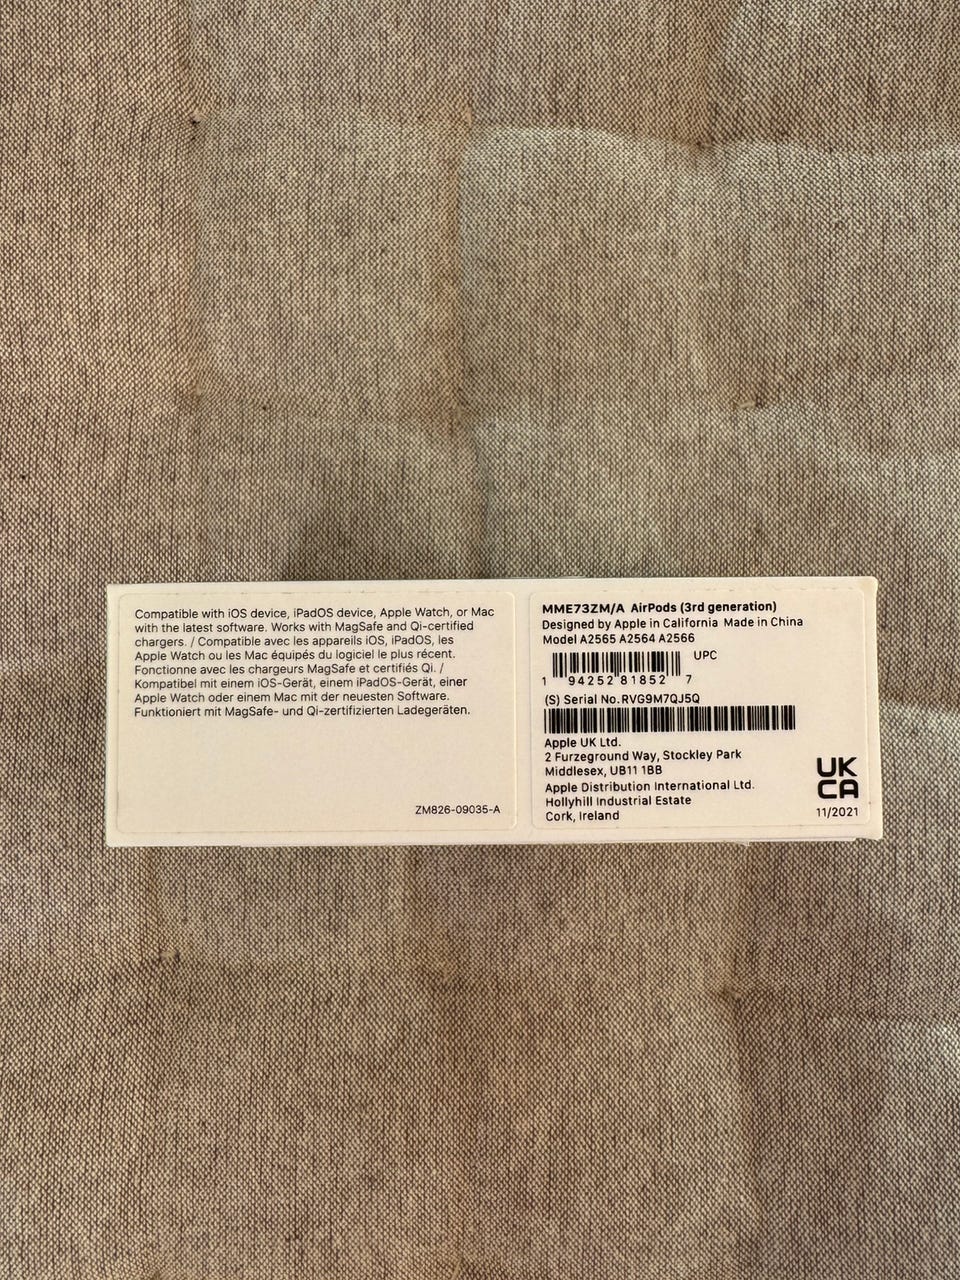 Compatible with iOS device, iPadOS device, Apple Watch, or Mac
with the latest software. Works with MagSafe and Qi-certified
chargers. / Compatible avec les appareils iOS, iPadOS, les
Apple Watch ou les Mac équipés du logiciel le plus récent.
Fonctionne avec les chargeurs MagSafe et certifiés Qi. /
Kompatibel mit einem iOS-Gerät, einem iPadOS-Gerät, einer
Apple Watch oder einem Mac mit der neuesten Software.
Funktioniert mit MagSafe- und Qi-zertifizierten Ladegeräten.
ZM826-09035-A
MME73ZM/A AirPods (3rd generation)
Designed by Apple in California Made in China
Model A2565 A2564 A2566
UPC
1 94252 81852 7
(S) Serial No. RVG9M7QJ5Q
Apple UK Ltd.
2 Furzeground Way, Stockley Park
Middlesex, UB11 1BB
Apple Distribution International Ltd.
Hollyhill Industrial Estate
Cork, Ireland
UK
CA
11/2021